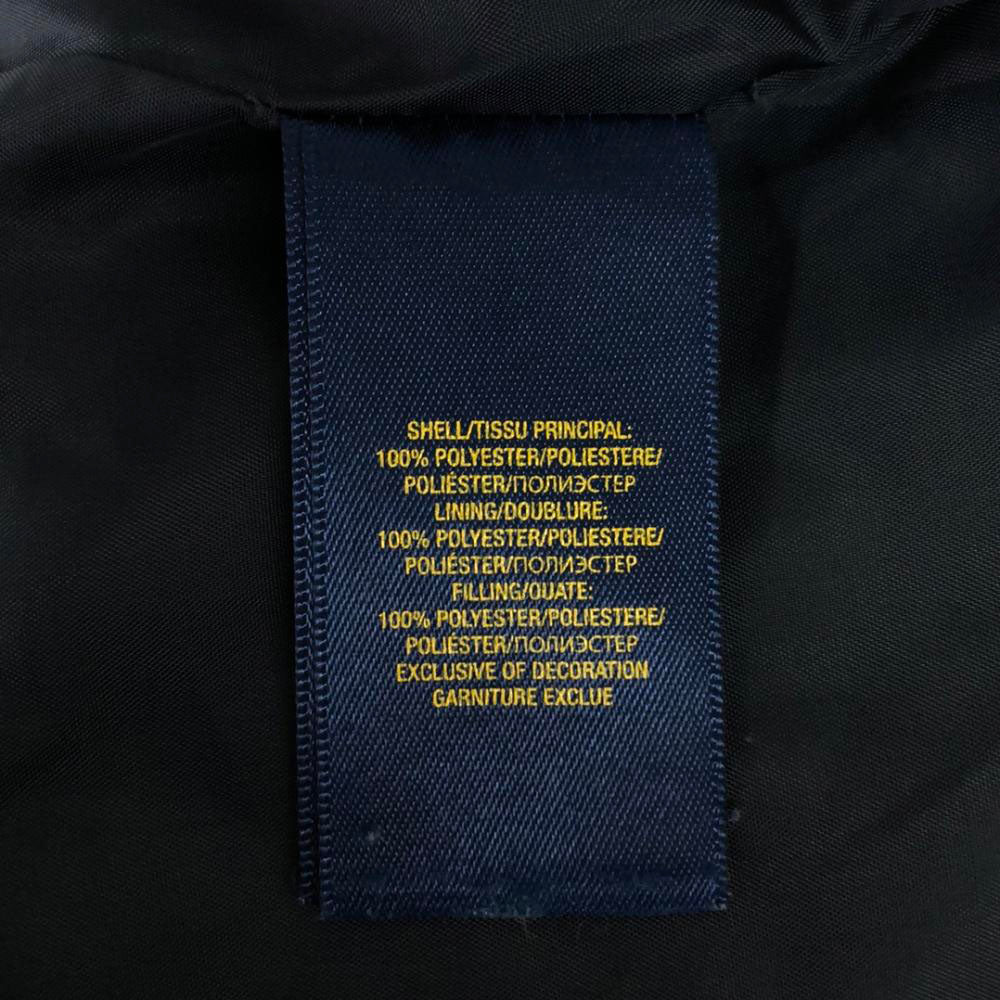 SHELL/TISSU PRINCIPAL:
100% POLYESTER/POLIESTERE/
POLIÉSTER/ПОЛИЭСТЕР
LINING/DOUBLURE:
100% POLYESTER/POLIESTERE/
POLIÉSTER/ПОЛИЭСТЕР
FILLING/OUATE:
100% POLYESTER/POLIESTERE/
POLIÉSTER/ПОЛИЭСТЕР
EXCLUSIVE OF DECORATION
GARNITURE EXCLUE